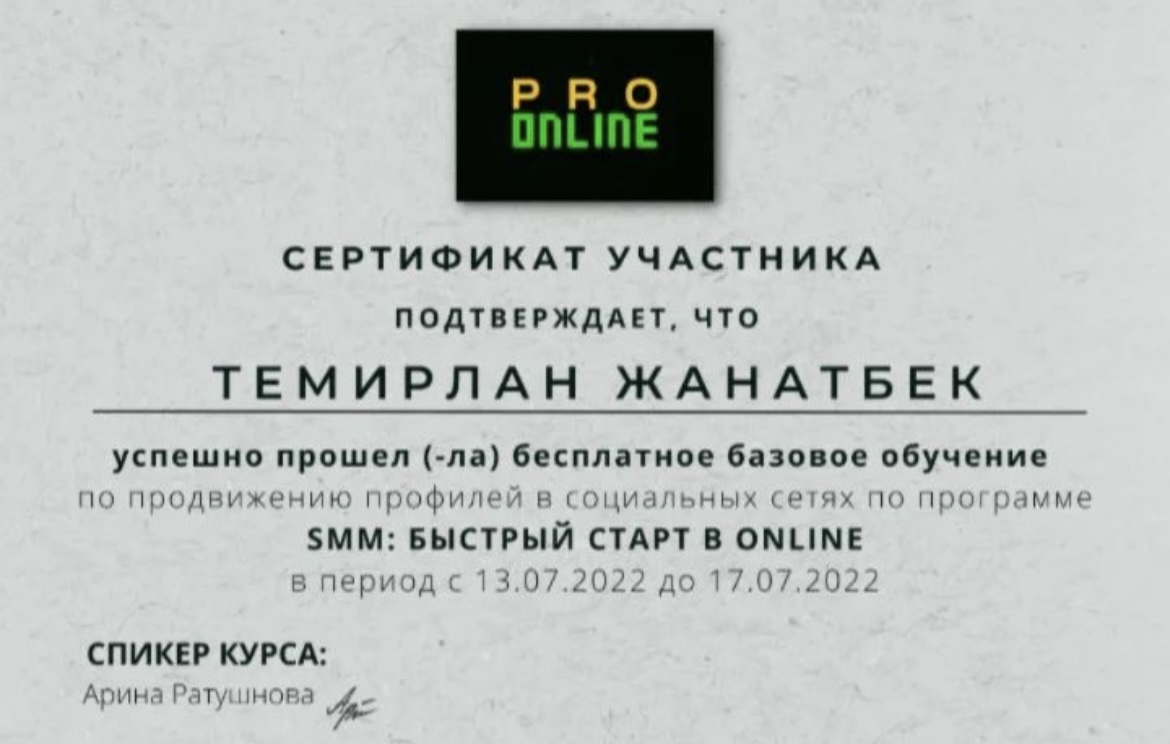 PRO
ONLINE
СЕРТИФИКАТ УЧАСТНИКА
ПОДТВЕРЖДАЕТ, ЧТО
ТЕМИРЛАН ЖАНАТБЕК
успешно прошел (-ла) бесплатное базовое обучение
по продвижению профилей в социальных сетях по программе
SMM: БЫСТРЫЙ СТАРТ В ONLINE
в период с 13.07.2022 до 17.07.2022
СПИКЕР КУРСА:
Арина Ратушнова